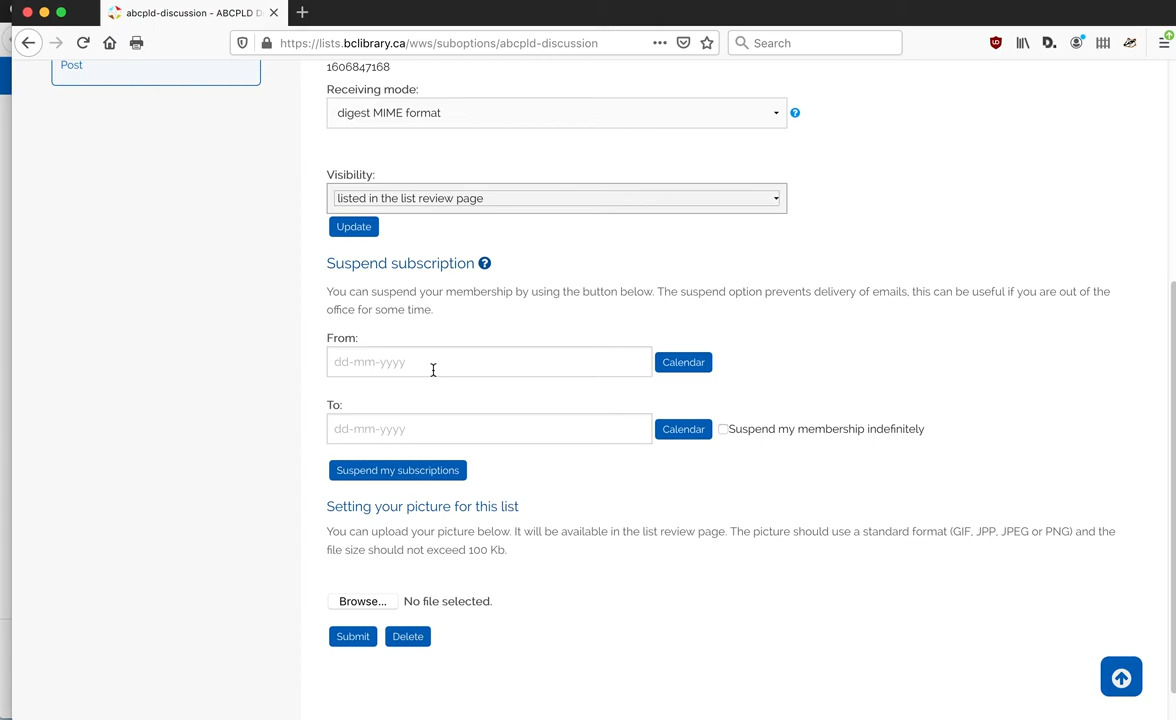 abcpld-discussion - ABCPLD D
https://lists.bclibrary.ca/wws/suboptions/abcpld-discussion
Search
D.
Post
1606847168
Receiving mode:
digest MIME format
Visibility:
listed in the list review page
Update
Suspend subscription
You can suspend your membership by using the button below. The suspend option prevents delivery of emails, this can be useful if you are out of the
office for some time.
From:
dd-mm-yyyy
Calendar
To:
dd-mm-yyyy
Calendar
Suspend my membership indefinitely
Suspend my subscriptions
Setting your picture for this list
You can upload your picture below. It will be available in the list review page. The picture should use a standard format (GIF, JPP, JPEG or PNG) and the
file size should not exceed 100 Kb.
Browse... No file selected.
Submit
Delete